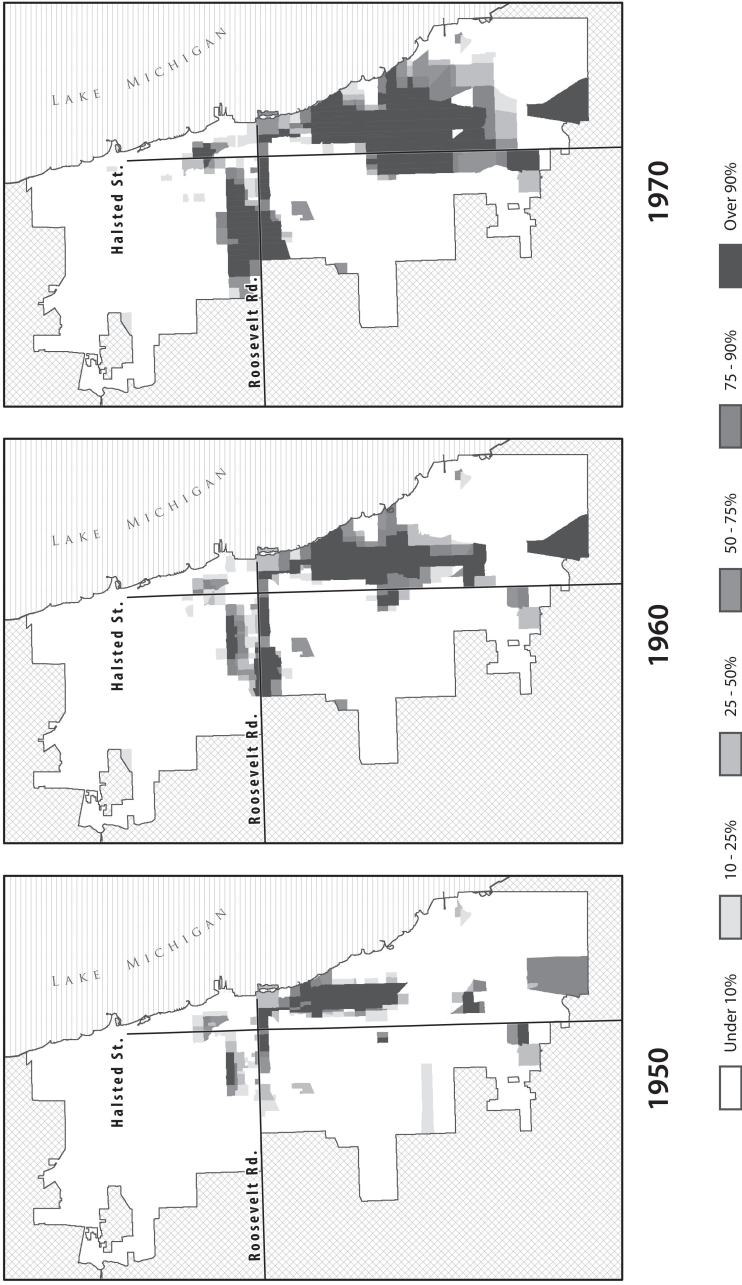 LAKE MICHIGAN
Halsted St.
Roosevelt Rd.
1950
LAKE MICHIGAN
Halsted St.
Roosevelt Rd.
1960
LAKE MICHIGAN
Halsted St.
Roosevelt Rd.
1970
Under 10%
10 - 25%
25 - 50%
50 - 75%
75 - 90%
Over 90%